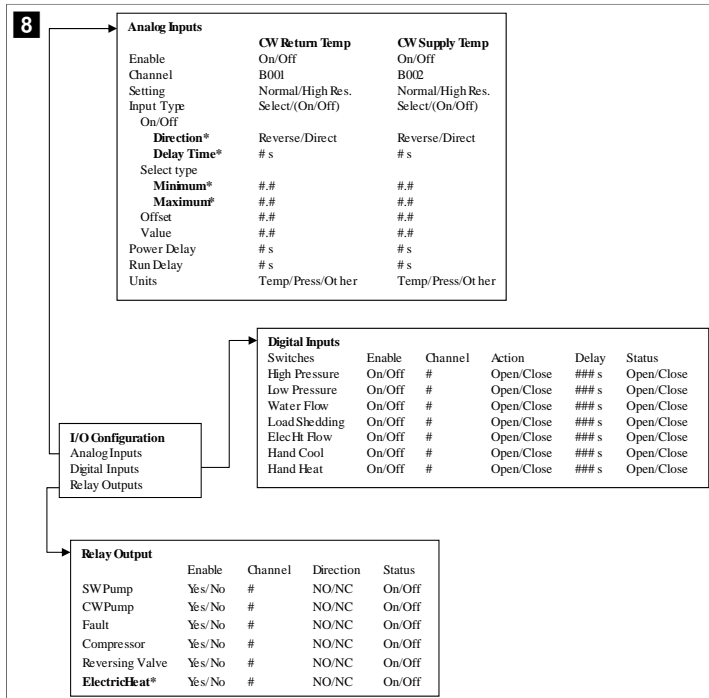 8
Analog Inputs
CW Return Temp CW Supply Temp
Enable On/Off On/Off
Channel B001 B002
Setting Normal/High Res. Normal/High Res.
Input Type Select/(On/Off) Select/(On/Off)
On/Off
Direction* Reverse/Direct Reverse/Direct
Delay Time* # s # s
Select type
Minimum* #.# #.#
Maximum* #.# #.#
Offset #.# #.#
Value #.# #.#
Power Delay # s # s
Run Delay # s # s
Units Temp/Press/Other Temp/Press/Other
Digital Inputs
Switches Enable Channel Action Delay Status
High Pressure On/Off # Open/Close ### s Open/Close
Low Pressure On/Off # Open/Close ### s Open/Close
Water Flow On/Off # Open/Close ### s Open/Close
Load Shedding On/Off # Open/Close ### s Open/Close
Elec Ht Flow On/Off # Open/Close ### s Open/Close
Hand Cool On/Off # Open/Close ### s Open/Close
Hand Heat On/Off # Open/Close ### s Open/Close
I/O Configuration
Analog Inputs
Digital Inputs
Relay Outputs
Relay Output
Enable Channel Direction Status
SW Pump Yes/No # NO/NC On/Off
CW Pump Yes/No # NO/NC On/Off
Fault Yes/No # NO/NC On/Off
Compressor Yes/No # NO/NC On/Off
Reversing Valve Yes/No # NO/NC On/Off
Electric Heat* Yes/No # NO/NC On/Off